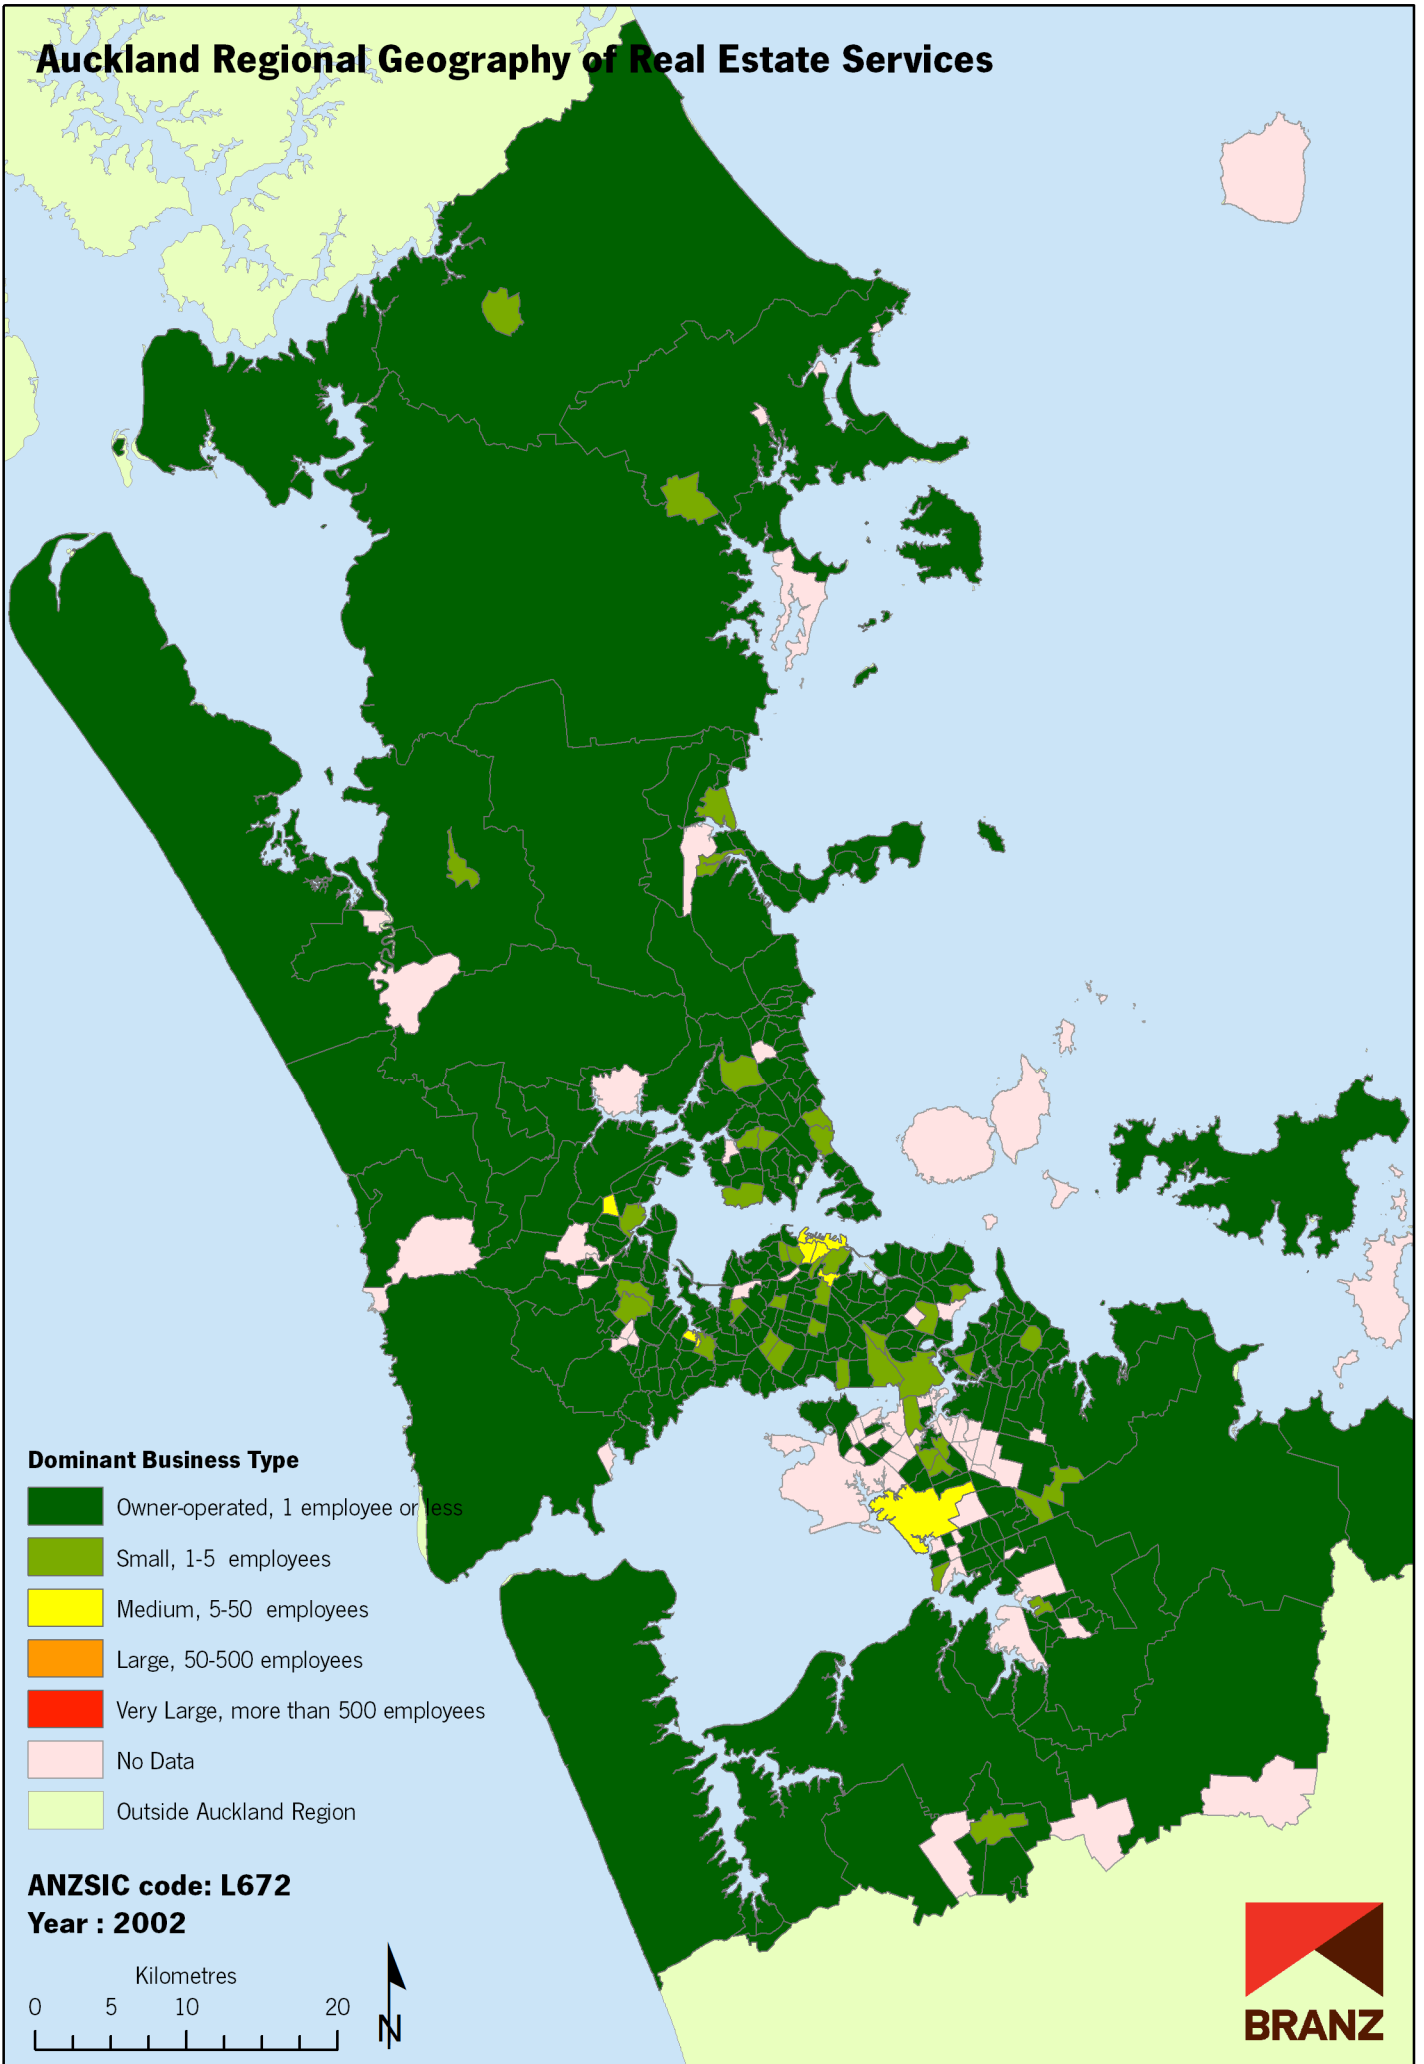 Auckland Regional Geography of Real Estate Services
Dominant Business Type
Owner-operated, 1 employee or less
Small, 1-5 employees
Medium, 5-50 employees
Large, 50-500 employees
Very Large, more than 500 employees
No Data
Outside Auckland Region
ANZSIC code: L672
Year : 2002
Kilometres
0 5 10 20
N
BRANZ